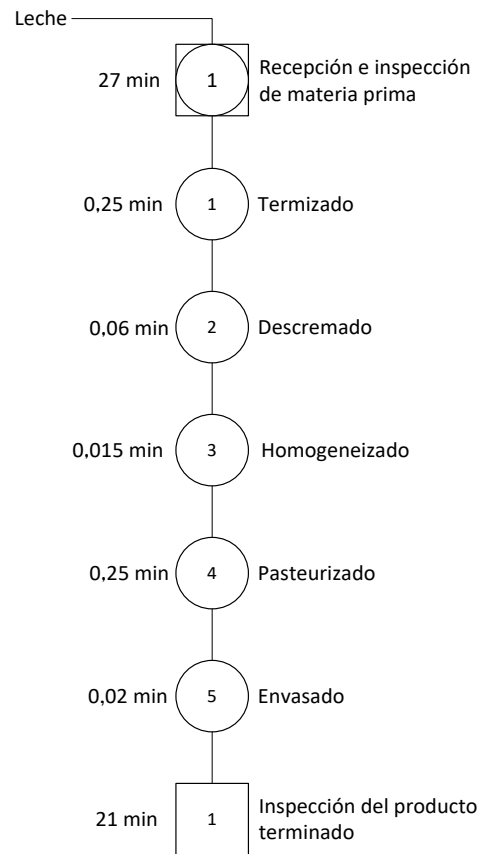 Leche
27 min
1
Recepción e inspección
de materia prima
0,25 min
1
Termizado
0,06 min
2
Descremado
0,015 min
3
Homogeneizado
0,25 min
4
Pasteurizado
0,02 min
5
Envasado
21 min
1
Inspección del producto
terminado